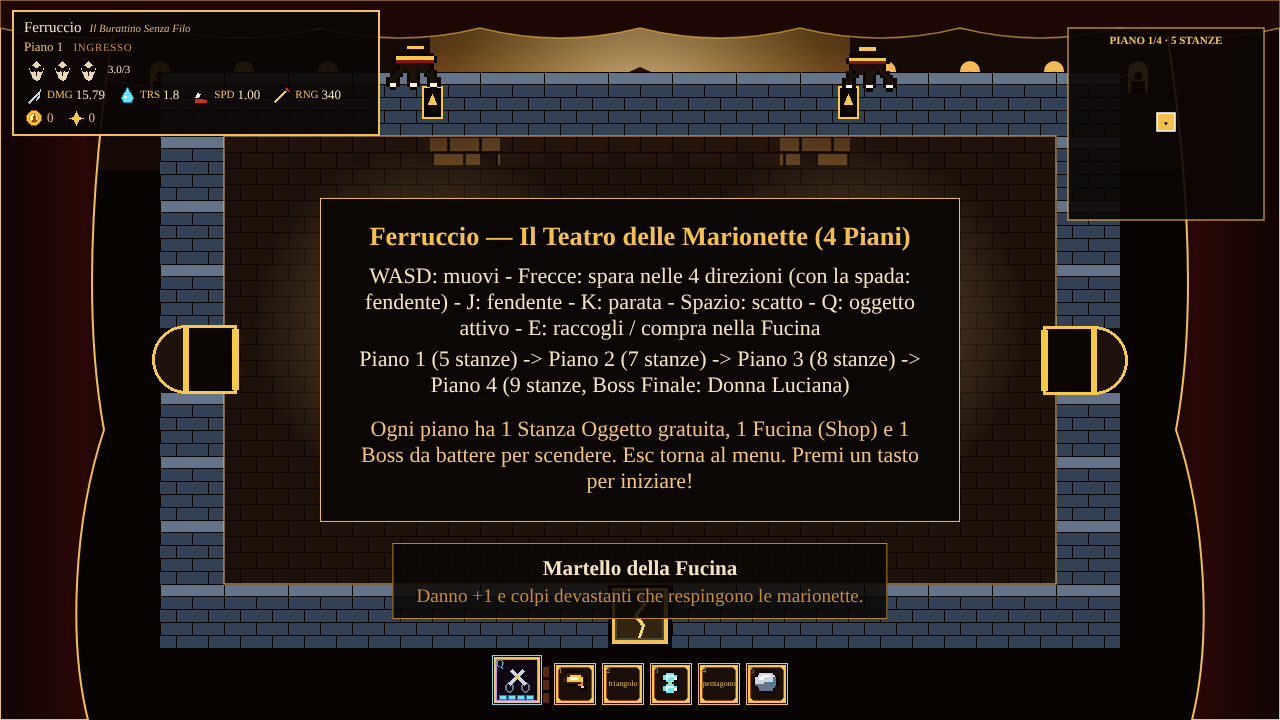 Ferruccio Il Burattino Senza Filo
Piano 1 INGRESSO
3.0/3
DMG 15.79 TRS 1.8 SPD 1.00 RNG 340
0 0
PIANO 1/4 · 5 STANZE
Ferruccio — Il Teatro delle Marionette (4 Piani)
WASD: muovi - Frecce: spara nelle 4 direzioni (con la spada:
fendente) - J: fendente - K: parata - Spazio: scatto - Q: oggetto
attivo - E: raccogli / compra nella Fucina
Piano 1 (5 stanze) -> Piano 2 (7 stanze) -> Piano 3 (8 stanze) ->
Piano 4 (9 stanze, Boss Finale: Donna Luciana)
Ogni piano ha 1 Stanza Oggetto gratuita, 1 Fucina (Shop) e 1
Boss da battere per scendere. Esc torna al menu. Premi un tasto
per iniziare!
Martello della Fucina
Danno +1 e colpi devastanti che respingono le marionette.
Q
triangolo
pentagono